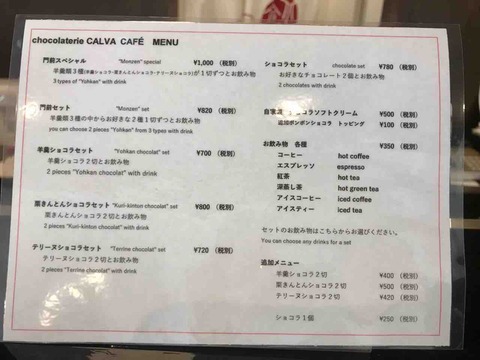 chocolaterie CALVA CAFÉ MENU
門前スペシャル "Monzen" special ¥1,000 (税別)
羊羹類3種(羊羹ショコラ・栗きんとんショコラ・テリーヌショコラ)が1切ずつとお飲み物
3 types of "Yohkan" with drink
門前セット "Monzen" set ¥820 (税別)
羊羹類3種の中からお好きな2種1切ずつとお飲み物
you can choose 2 pieces "Yohkan" from 3 types with drink
羊羹ショコラセット "Yohkan chocolat" set ¥700 (税別)
羊羹ショコラ2切とお飲み物
2 pieces "Yohkan chocolat" with drink
栗きんとんショコラセット "Kuri-kinton chocolat" set ¥800 (税別)
栗きんとんショコラ2切とお飲み物
2 pieces "Kuri-kinton chocolat" with drink
テリーヌショコラセット "Terrine chocolat" set ¥720 (税別)
テリーヌショコラ2切とお飲み物
2 pieces "Terrine chocolat" with drink
ショコラセット chocolate set ¥780 (税別)
お好きなチョコレート2個とお飲み物
2 chocolates with drink
自家製 ショコラソフトクリーム ¥500 (税別)
追加ボンボンショコラ トッピング ¥100 (税別)
お飲み物 各種 ¥350 (税別)
コーヒー hot coffee
エスプレッソ espresso
紅茶 hot tea
深蒸し茶 hot green tea
アイスコーヒー iced coffee
アイスティー iced tea
セットのお飲み物はこちらからお選びください。
You can choose any drinks for a set
追加メニュー
羊羹ショコラ2切 ¥400 (税別)
栗きんとんショコラ2切 ¥500 (税別)
テリーヌショコラ2切 ¥420 (税別)
ショコラ1個 ¥250 (税別)